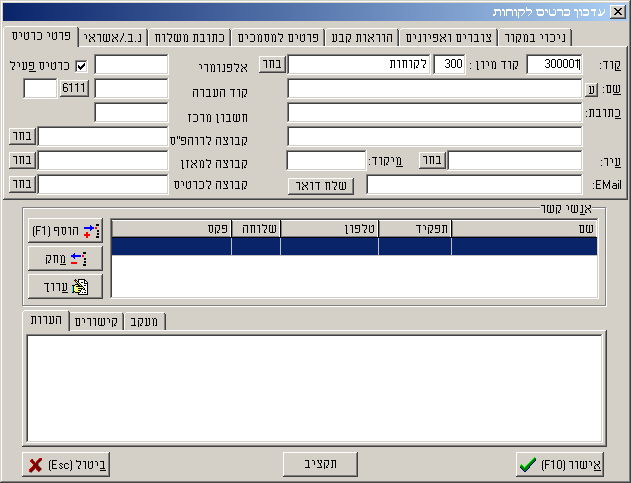 עדכון כרטיס לקוחות
פרטי כרטיס נ.ב./אשראי כתובת משלוח פרטים למסמכים הוראות קבע צוברים ואפיונים ניכוי במקור
קוד: 300001 קוד מיון: 300 לקוחות בחר אלפנומרי כרטיס פעיל
שם: ע קוד העברה 6111
כתובת: חשבון מרכז
קבוצה לרווה"ס בחר
עיר: בחר מיקוד: קבוצה למאזן בחר
EMail: שלח דואר קבוצה לכרטיס בחר
אנשי קשר
שם תפקיד טלפון שלוחה פקס
הוסף (F1)
מחק
ערוך
הערות קישורים מעקב
אישור (F10) תקציב ביטול (Esc)